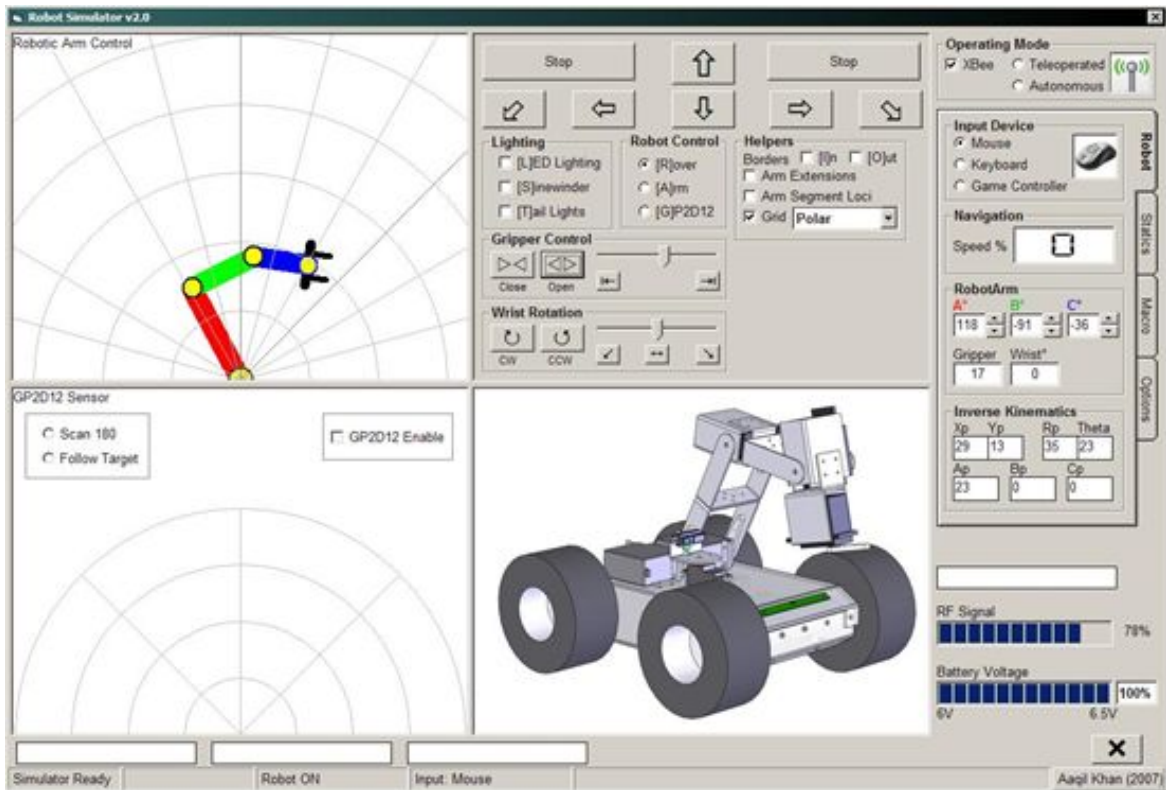 Robot Simulator v2.0
Robotic Arm Control
Stop
Stop
Lighting
[L]ED Lighting
[S]inewinder
[T]ail Lights
Robot Control
[R]over
[A]rm
[G]P2D12
Helpers
Borders [I]n [O]ut
Arm Extensions
Arm Segment Loci
Grid Polar
Gripper Control
Close Open
Wrist Rotation
CW CCW
Operating Mode
XBee Teleoperated
Autonomous
Input Device
Mouse
Keyboard
Game Controller
Navigation
Speed % 0
RobotArm
A° B° C°
118 -91 -36
Gripper Wrist°
17 0
Inverse Kinematics
Xp Yp Rp Theta
29 13 35 23
Ap Bp Cp
23 0 0
Robot
Statics
Macro
Options
GP2D12 Sensor
Scan 180
Follow Target
GP2D12 Enable
RF Signal
78%
Battery Voltage
100%
6V 6.5V
Simulator Ready Robot ON Input: Mouse Aaqil Khan (2007)